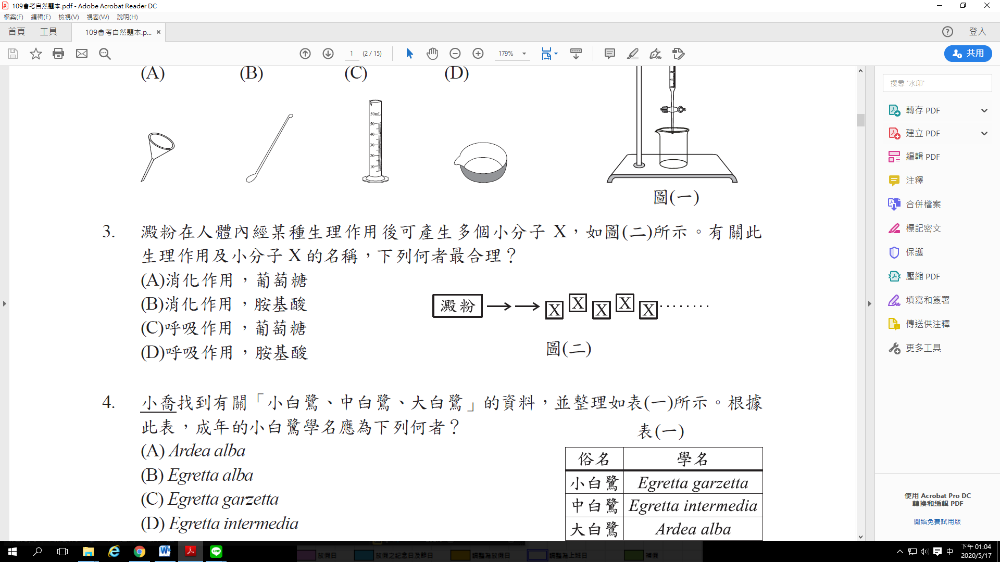 109會考自然題本.pdf - Adobe Acrobat Reader DC
檔案(F) 編輯(E) 檢視(V) 視窗(W) 說明(H)
首頁 工具 109會考自然題本.p... × 登入
1 (2 / 15) 179% 共用
(A) (B) (C) (D)
50mL
50
40
30
20
10
圖(一)
3. 澱粉在人體內經某種生理作用後可產生多個小分子 X，如圖(二)所示。有關此
生理作用及小分子 X 的名稱，下列何者最合理？
(A)消化作用，葡萄糖
(B)消化作用，胺基酸
(C)呼吸作用，葡萄糖
(D)呼吸作用，胺基酸
澱粉 X X X X X
圖(二)
4. 小喬找到有關「小白鷺、中白鷺、大白鷺」的資料，並整理如表(一)所示。根據
此表，成年的小白鷺學名應為下列何者？
(A) Ardea alba
(B) Egretta alba
(C) Egretta garzetta
(D) Egretta intermedia
表(一)
俗名 學名
小白鷺 Egretta garzetta
中白鷺 Egretta intermedia
大白鷺 Ardea alba
搜尋 '水印'
轉存 PDF
建立 PDF
編輯 PDF
注釋
合併檔案
標記密文
保護
壓縮 PDF
填寫和簽署
傳送供注釋
更多工具
使用 Acrobat Pro DC
轉換和編輯 PDF
開始免費試用版
放假日 放假之紀念日及節日 調整為放假日 調整為上班日 補假
中 下午 01:04
2020/5/17